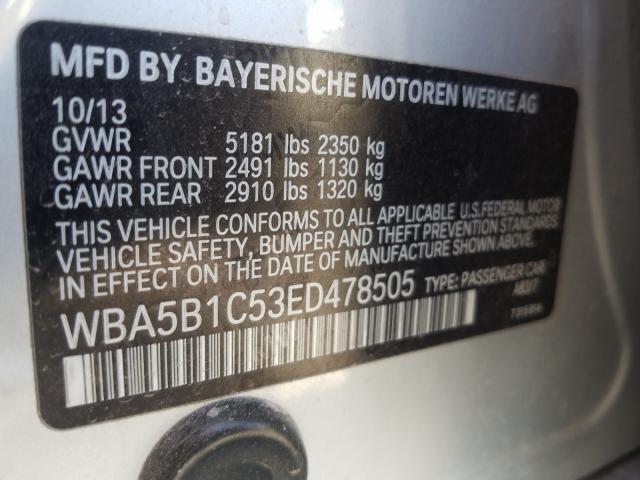 MFD BY BAYERISCHE MOTOREN WERKE AG
10/13
GVWR 5181 lbs 2350 kg
GAWR FRONT 2491 lbs 1130 kg
GAWR REAR 2910 lbs 1320 kg
THIS VEHICLE CONFORMS TO ALL APPLICABLE U.S.FEDERAL MOTOR
VEHICLE SAFETY, BUMPER AND THEFT PREVENTION STANDARDS
IN EFFECT ON THE DATE OF MANUFACTURE SHOWN ABOVE.
WBA5B1C53ED478505 TYPE: PASSENGER CAR